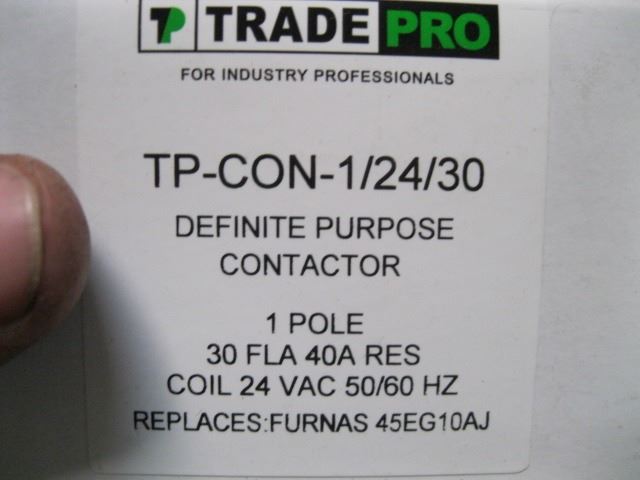 TP TRADE PRO
FOR INDUSTRY PROFESSIONALS
TP-CON-1/24/30
DEFINITE PURPOSE
CONTACTOR
1 POLE
30 FLA 40A RES
COIL 24 VAC 50/60 HZ
REPLACES:FURNAS 45EG10AJ